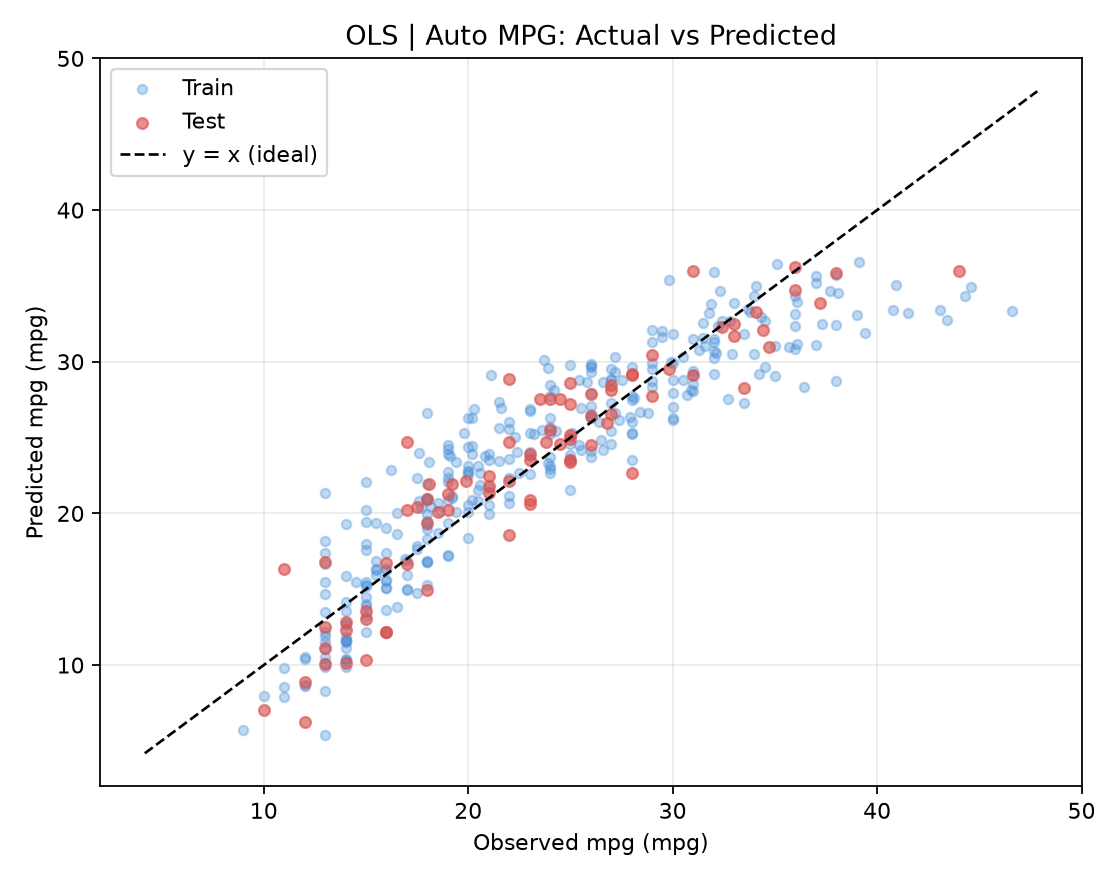 OLS | Auto MPG: Actual vs Predicted
Train
Test
y = x (ideal)
50
40
30
20
10
Predicted mpg (mpg)
10
20
30
40
50
Observed mpg (mpg)